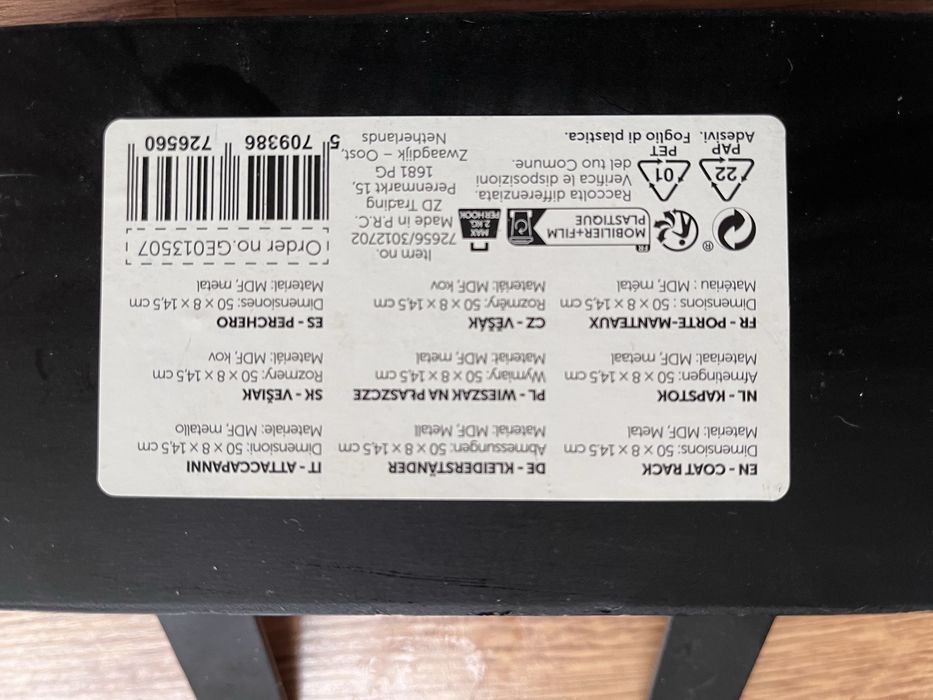 EN - COAT RACK
Dimensions: 50 x 8 x 14.5 cm
Material: MDF, Metal
DE - KLEIDERSTÄNDER
Abmessungen: 50 x 8 x 14,5 cm
Material: MDF, Metall
IT - ATTACCAPANNI
Dimensioni: 50 x 8 x 14,5 cm
Materiale: MDF, metallo
NL - KAPSTOK
Afmetingen: 50 x 8 x 14,5 cm
Materiaal: MDF, metaal
PL - WIESZAK NA PŁASZCZE
Wymiary: 50 x 8 x 14,5 cm
Materiał: MDF, metal
SK - VEŠIAK
Rozmery: 50 x 8 x 14,5 cm
Materiál: MDF, kov
FR - PORTE-MANTEAUX
Dimensions : 50 x 8 x 14,5 cm
Matériau : MDF, métal
CZ - VĚŠÁK
Rozměry: 50 x 8 x 14,5 cm
Materiál: MDF, kov
ES - PERCHERO
Dimensiones: 50 x 8 x 14,5 cm
Material: MDF, metal
FR
MOBILIER+FILM
PLASTIQUE
®
22
PAP
01
PET
Raccolta differenziata.
Verifica le disposizioni
del tuo Comune.
Adesivi. Foglio di plastica.
MAX
2 KG
PER HOOK
Item no.
72656/3012702
Made in P.R.C.
ZD Trading
Perenmarkt 15,
1681 PG
Zwaagdijk – Oost,
Netherlands
Order no.GE013507
5 709386 726560